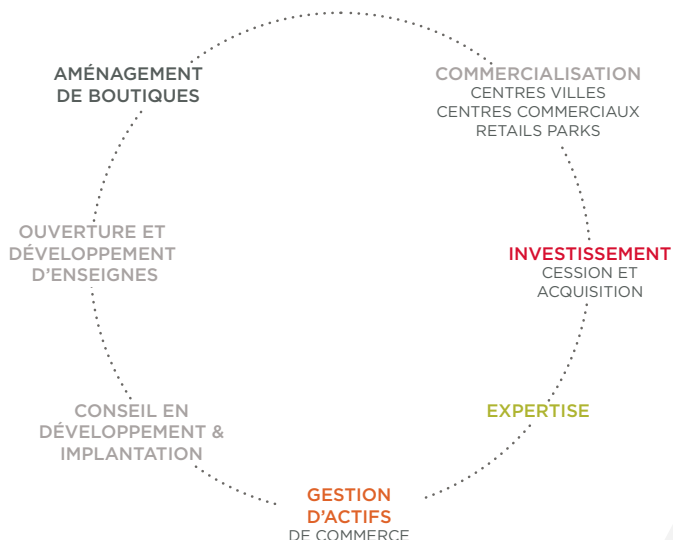 AMÉNAGEMENT
DE BOUTIQUES
COMMERCIALISATION
CENTRES VILLES
CENTRES COMMERCIAUX
RETAILS PARKS
OUVERTURE ET
DÉVELOPPEMENT
D'ENSEIGNES
INVESTISSEMENT
CESSION ET
ACQUISITION
CONSEIL EN
DÉVELOPPEMENT &
IMPLANTATION
EXPERTISE
GESTION
D'ACTIFS
DE COMMERCE